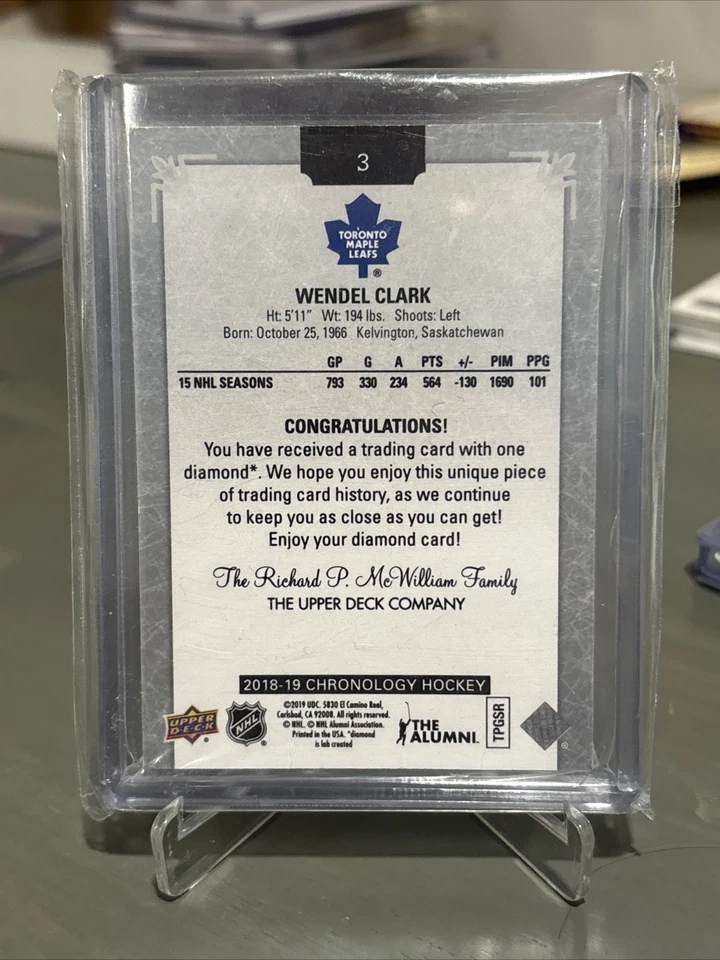 3
TORONTO
MAPLE
LEAFS
®
WENDEL CLARK
Ht: 5'11" Wt: 194 lbs. Shoots: Left
Born: October 25, 1966 Kelvington, Saskatchewan
GP G A PTS +/- PIM PPG
15 NHL SEASONS 793 330 234 564 -130 1690 101
CONGRATULATIONS!
You have received a trading card with one
diamond*. We hope you enjoy this unique piece
of trading card history, as we continue
to keep you as close as you can get!
Enjoy your diamond card!
The Richard P. McWilliam Family
THE UPPER DECK COMPANY
2018-19 CHRONOLOGY HOCKEY
UPPER
D·E·C·K
®
NHL
®
©2019 UDC. 5830 El Camino Real,
Carlsbad, CA 92008. All rights reserved.
© NHL. © NHL Alumni Association.
Printed in the USA. *diamond
is lab created
THE
ALUMNI.
TPGSR
®